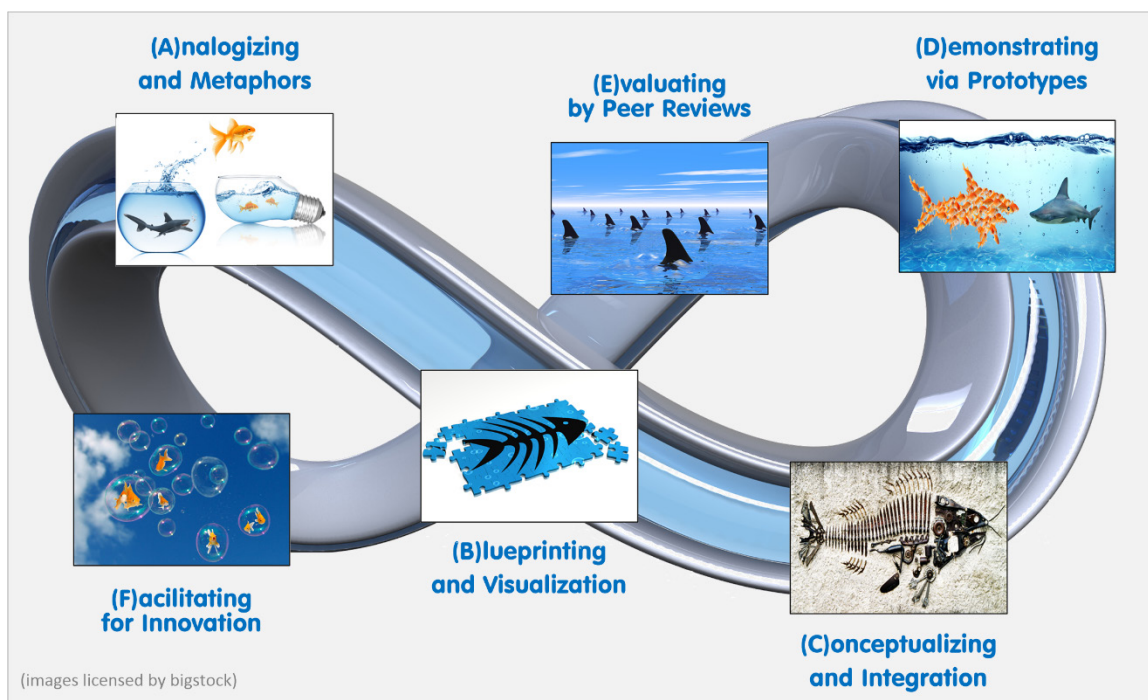 (A)nalogizing
and Metaphors
(B)lueprinting
and Visualization
(C)onceptualizing
and Integration
(D)emonstrating
via Prototypes
(E)valuating
by Peer Reviews
(F)acilitating
for Innovation
(images licensed by bigstock)